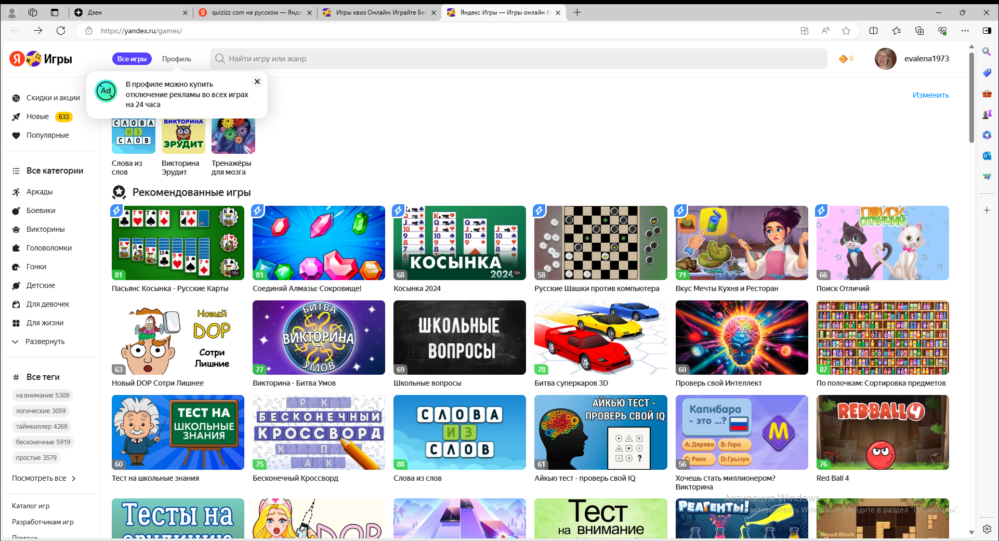 Дзен
quizizz com на русском — Янде
Игры квиз Онлайн: Играйте Бес
Яндекс Игры — Игры онлайн б
https://yandex.ru/games/
Я Игры
Все игры
Профиль
Найти игру или жанр
0
evalena1973
Ad
В профиле можно купить
отключение рекламы во всех играх
на 24 часа
Изменить
Скидки и акции
Новые 633
Популярные
Все категории
Аркады
Боевики
Викторины
Головоломки
Гонки
Детские
Для девочек
Для жизни
Развернуть
# Все теги
на внимание 5309
логические 3059
таймкиллер 4269
бесконечные 5919
простые 3579
Посмотреть все
Каталог игр
Разработчикам игр
Помощь
СЛОВА
ИЗ
СЛОВ
ВИКТОРИНА
ЭРУДИТ
Слова из
слов
Викторина
Эрудит
Тренажёры
для мозга
Рекомендованные игры
81
18+
Пасьянс Косынка - Русские Карты
81
Соединяй Алмазы: Сокровище!
КОСЫНКА
2024
18+
68
Косынка 2024
58
Русские Шашки против компьютера
71
Вкус Мечты Кухня и Ресторан
ПОИСК
ОТЛИЧИЙ
66
Поиск Отличий
Новый
DOP
Сотри
Лишние
63
Новый DOP Сотри Лишнее
БИТВА
ВИКТОРИНА
УМОВ
77
Викторина - Битва Умов
ШКОЛЬНЫЕ
ВОПРОСЫ
69
Школьные вопросы
78
Битва суперкаров 3D
60
Проверь свой Интеллект
87
По полочкам: Сортировка предметов
ТЕСТ НА
ШКОЛЬНЫЕ
ЗНАНИЯ
60
Тест на школьные знания
Р К
БЕСКОНЕЧНЫЙ
КРОССВОРД
К П
А К
75
Бесконечный Кроссворд
СЛОВА
ИЗ
СЛОВ
88
Слова из слов
АЙКЬЮ ТЕСТ -
ПРОВЕРЬ СВОЙ IQ
?
61
Айкью тест - проверь свой IQ
Капибара
- это ...?
A: Дерево
B: Гора
C: Река
D: Грызун
М
56
Хочешь стать миллионером?
Викторина
RED BALL 4
76
Red Ball 4
Тесты на
эрудицию
DOP
Тест
на внимание
РЕАГЕНТЫ!
Wood Block
Активация Windows
Чтобы активировать Windows, перейдите в раздел "Параметры".